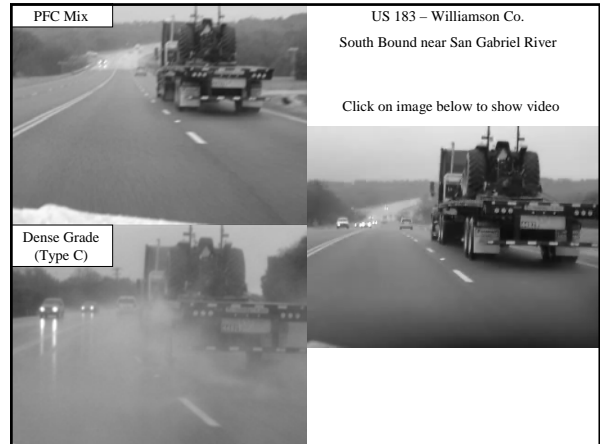 PFC Mix
US 183 – Williamson Co.
South Bound near San Gabriel River
Click on image below to show video
Dense Grade
(Type C)